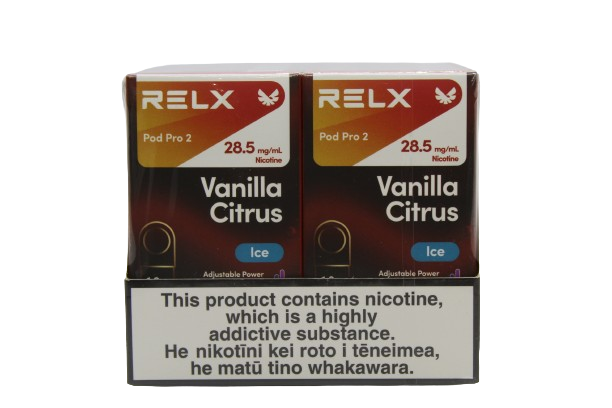 RELX
Pod Pro 2
28.5 mg/mL
Nicotine
Vanilla
Citrus
Ice
Adjustable Power
RELX
Pod Pro 2
28.5 mg/mL
Nicotine
Vanilla
Citrus
Ice
Adjustable Power
This product contains nicotine,
which is a highly
addictive substance.
He nikotīni kei roto i tēneimea,
he matū tino whakawara.